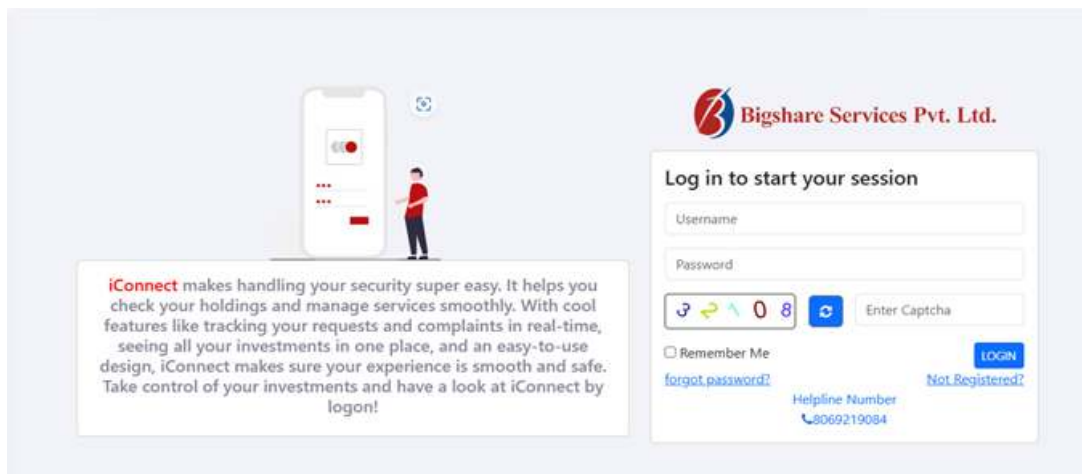 Bigshare Services Pvt. Ltd.
Log in to start your session
Username
Password
Enter Captcha
Remember Me
LOGIN
forgot password?
Not Registered?
Helpline Number
8069219084
iConnect makes handling your security super easy. It helps you
check your holdings and manage services smoothly. With cool
features like tracking your requests and complaints in real-time,
seeing all your investments in one place, and an easy-to-use
design, iConnect makes sure your experience is smooth and safe.
Take control of your investments and have a look at iConnect by
logon!